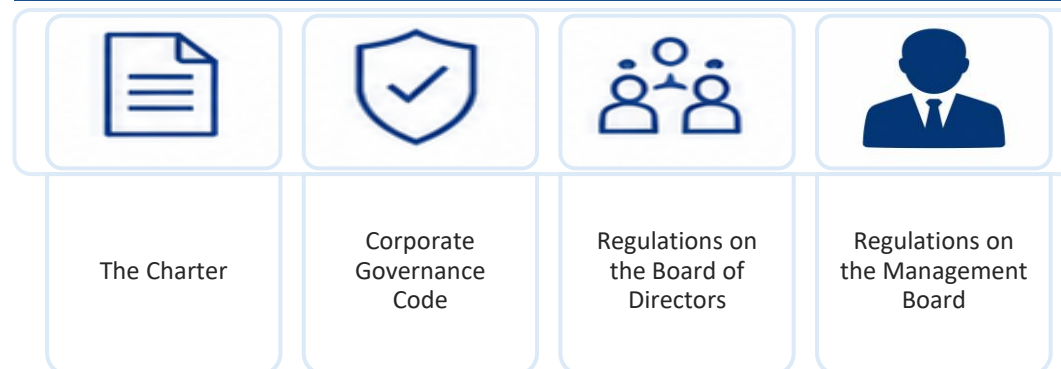 The Charter
Corporate
Governance
Code
Regulations on
the Board of
Directors
Regulations on
the Management
Board